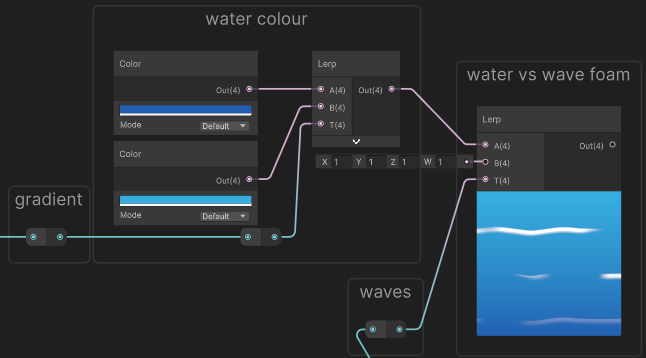 water colour
Color
Out(4)
Mode
Default
Color
Out(4)
Mode
Default
Lerp
A(4)
Out(4)
B(4)
T(4)
X 1 Y 1 Z 1 W 1
gradient
waves
water vs wave foam
Lerp
A(4)
Out(4)
B(4)
T(4)